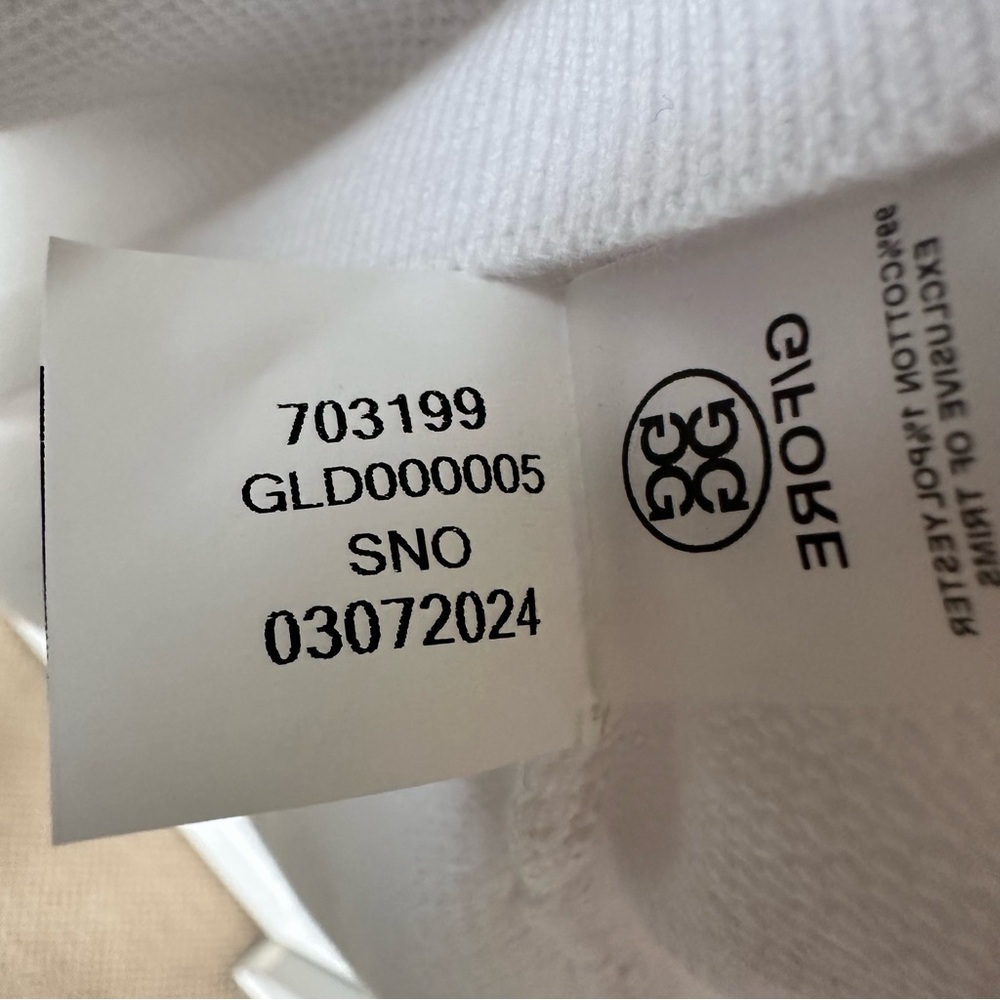 703199
GLD000005
SNO
03072024
G/FORE
99%COTTON 1%POLYESTER
EXCLUSIVE OF TRIMS